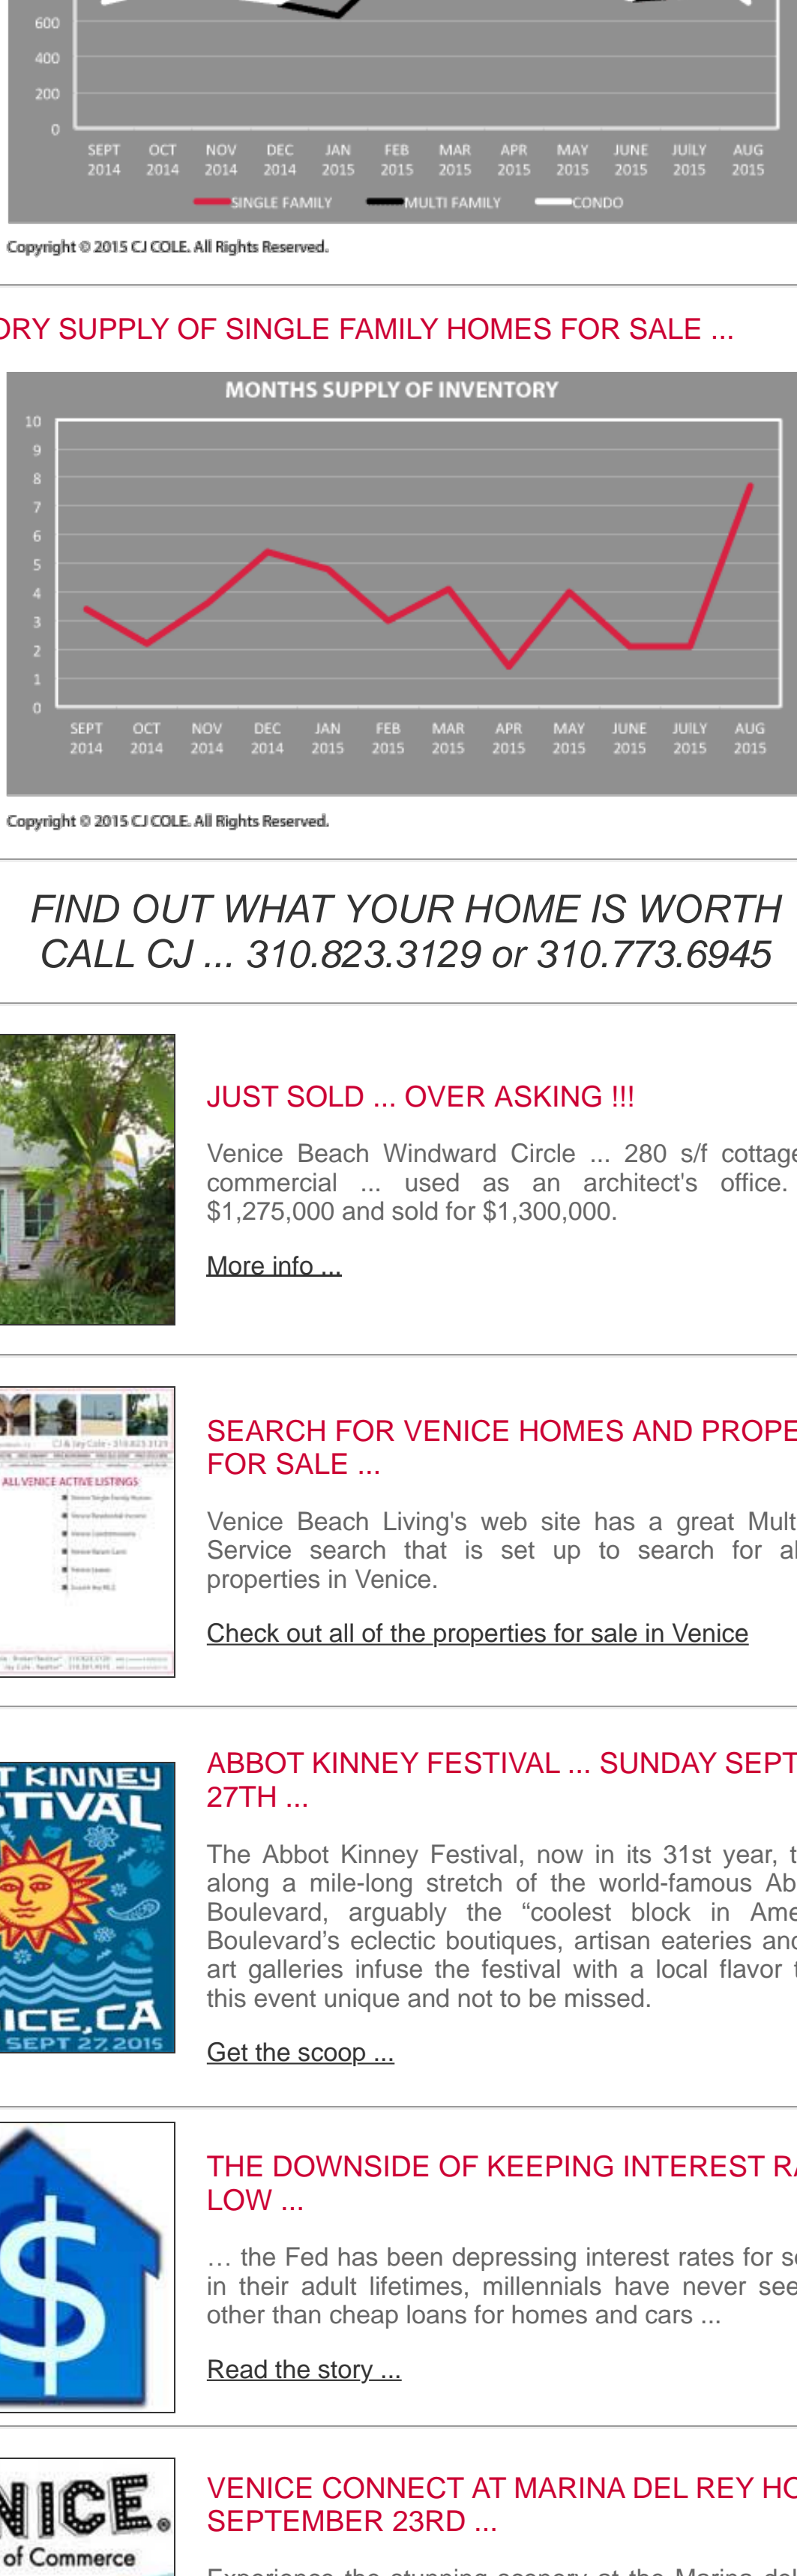 600
400
200
0
SEPT OCT NOV DEC JAN FEB MAR APR MAY JUNE JUILY AUG
2014 2014 2014 2014 2015 2015 2015 2015 2015 2015 2015 2015
SINGLE FAMILY MULTI FAMILY CONDO
Copyright © 2015 CJ COLE. All Rights Reserved.
ORY SUPPLY OF SINGLE FAMILY HOMES FOR SALE ...
MONTHS SUPPLY OF INVENTORY
10
9
8
7
6
5
4
3
2
1
0
SEPT OCT NOV DEC JAN FEB MAR APR MAY JUNE JUILY AUG
2014 2014 2014 2014 2015 2015 2015 2015 2015 2015 2015 2015
Copyright © 2015 CJ COLE. All Rights Reserved.
FIND OUT WHAT YOUR HOME IS WORTH
CALL CJ ... 310.823.3129 or 310.773.6945
JUST SOLD ... OVER ASKING !!!
Venice Beach Windward Circle ... 280 s/f cottage
commercial ... used as an architect's office.
$1,275,000 and sold for $1,300,000.
More info ...
CJ & Jay Cole • 310.823.3129
ALL VENICE ACTIVE LISTINGS
SEARCH FOR VENICE HOMES AND PROPE
FOR SALE ...
Venice Beach Living's web site has a great Mult
Service search that is set up to search for al
properties in Venice.
Check out all of the properties for sale in Venice
T KINNEY
STIVAL
ICE, CA
SEPT 27, 2015
ABBOT KINNEY FESTIVAL ... SUNDAY SEPT
27TH ...
The Abbot Kinney Festival, now in its 31st year, t
along a mile-long stretch of the world-famous Ab
Boulevard, arguably the “coolest block in Ame
Boulevard’s eclectic boutiques, artisan eateries and
art galleries infuse the festival with a local flavor t
this event unique and not to be missed.
Get the scoop ...
$
THE DOWNSIDE OF KEEPING INTEREST RA
LOW ...
… the Fed has been depressing interest rates for so
in their adult lifetimes, millennials have never see
other than cheap loans for homes and cars ...
Read the story ...
NICE®
of Commerce
VENICE CONNECT AT MARINA DEL REY HO
SEPTEMBER 23RD ...
Experience the stunning scenery at the Marina del